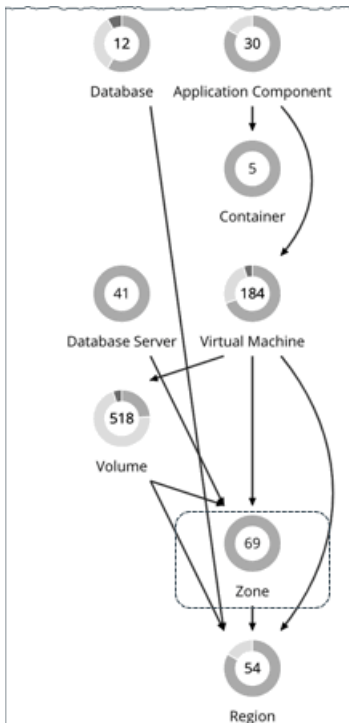 12
30
Database
Application Component
5
Container
41
184
Database Server
Virtual Machine
518
Volume
69
Zone
54
Region